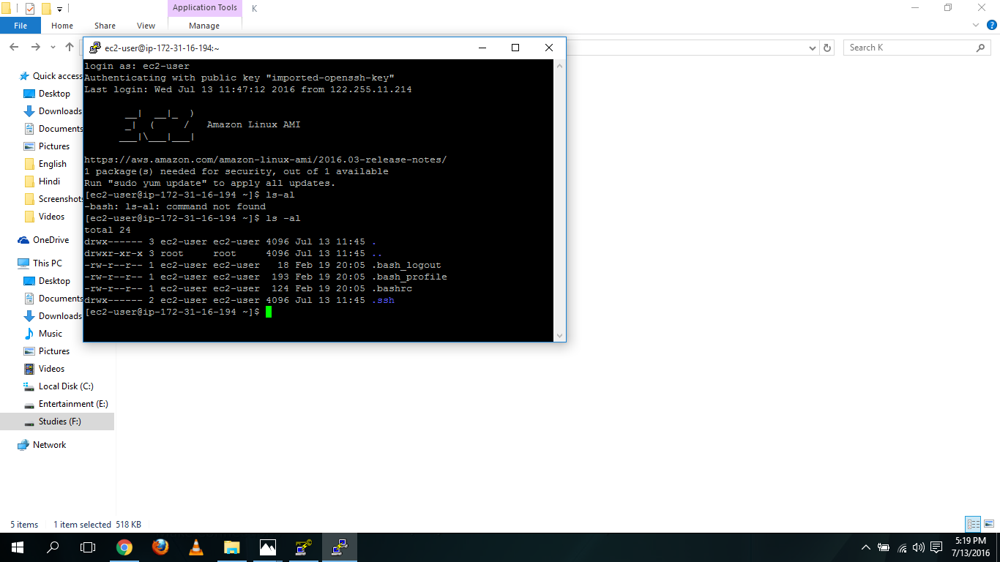 Application Tools
K
File
Home
Share
View
Manage
Search K
Quick access
Desktop
Downloads
Documents
Pictures
English
Hindi
Screenshots
Videos
OneDrive
This PC
Desktop
Documents
Downloads
Music
Pictures
Videos
Local Disk (C:)
Entertainment (E:)
Studies (F:)
Network
ec2-user@ip-172-31-16-194:~
login as: ec2-user
Authenticating with public key "imported-openssh-key"
Last login: Wed Jul 13 11:47:12 2016 from 122.255.11.214
__|  __|_  )
_|  (     /   Amazon Linux AMI
___|\___|___|
https://aws.amazon.com/amazon-linux-ami/2016.03-release-notes/
1 package(s) needed for security, out of 1 available
Run "sudo yum update" to apply all updates.
[ec2-user@ip-172-31-16-194 ~]$ ls-al
-bash: ls-al: command not found
[ec2-user@ip-172-31-16-194 ~]$ ls -al
total 24
drwx------ 3 ec2-user ec2-user 4096 Jul 13 11:45 .
drwxr-xr-x 3 root     root     4096 Jul 13 11:45 ..
-rw-r--r-- 1 ec2-user ec2-user   18 Feb 19 20:05 .bash_logout
-rw-r--r-- 1 ec2-user ec2-user  193 Feb 19 20:05 .bash_profile
-rw-r--r-- 1 ec2-user ec2-user  124 Feb 19 20:05 .bashrc
drwx------ 2 ec2-user ec2-user 4096 Jul 13 11:45 .ssh
[ec2-user@ip-172-31-16-194 ~]$
5 items
1 item selected 518 KB
5:19 PM
7/13/2016